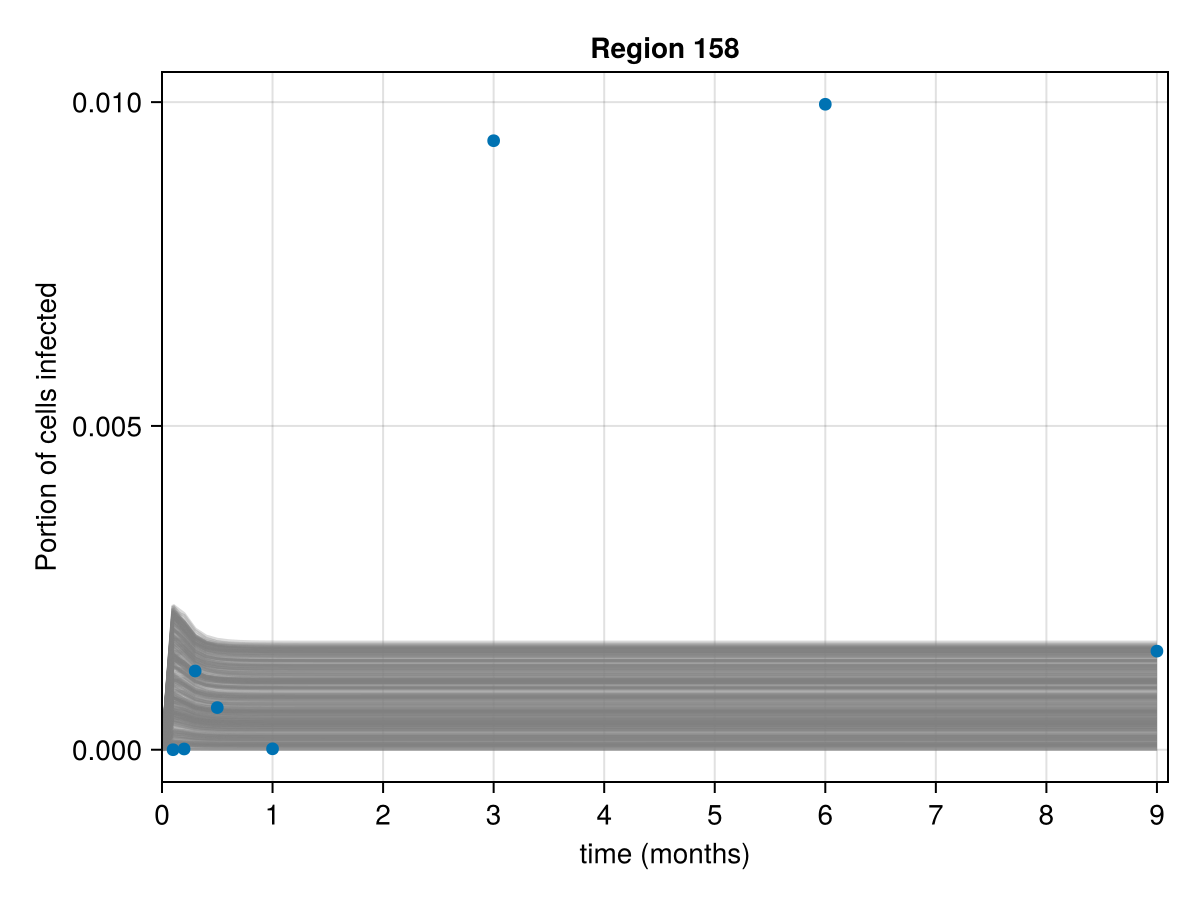 Region 158
0.010
0.005
0.000
Portion of cells infected
0 1 2 3 4 5 6 7 8 9
time (months)